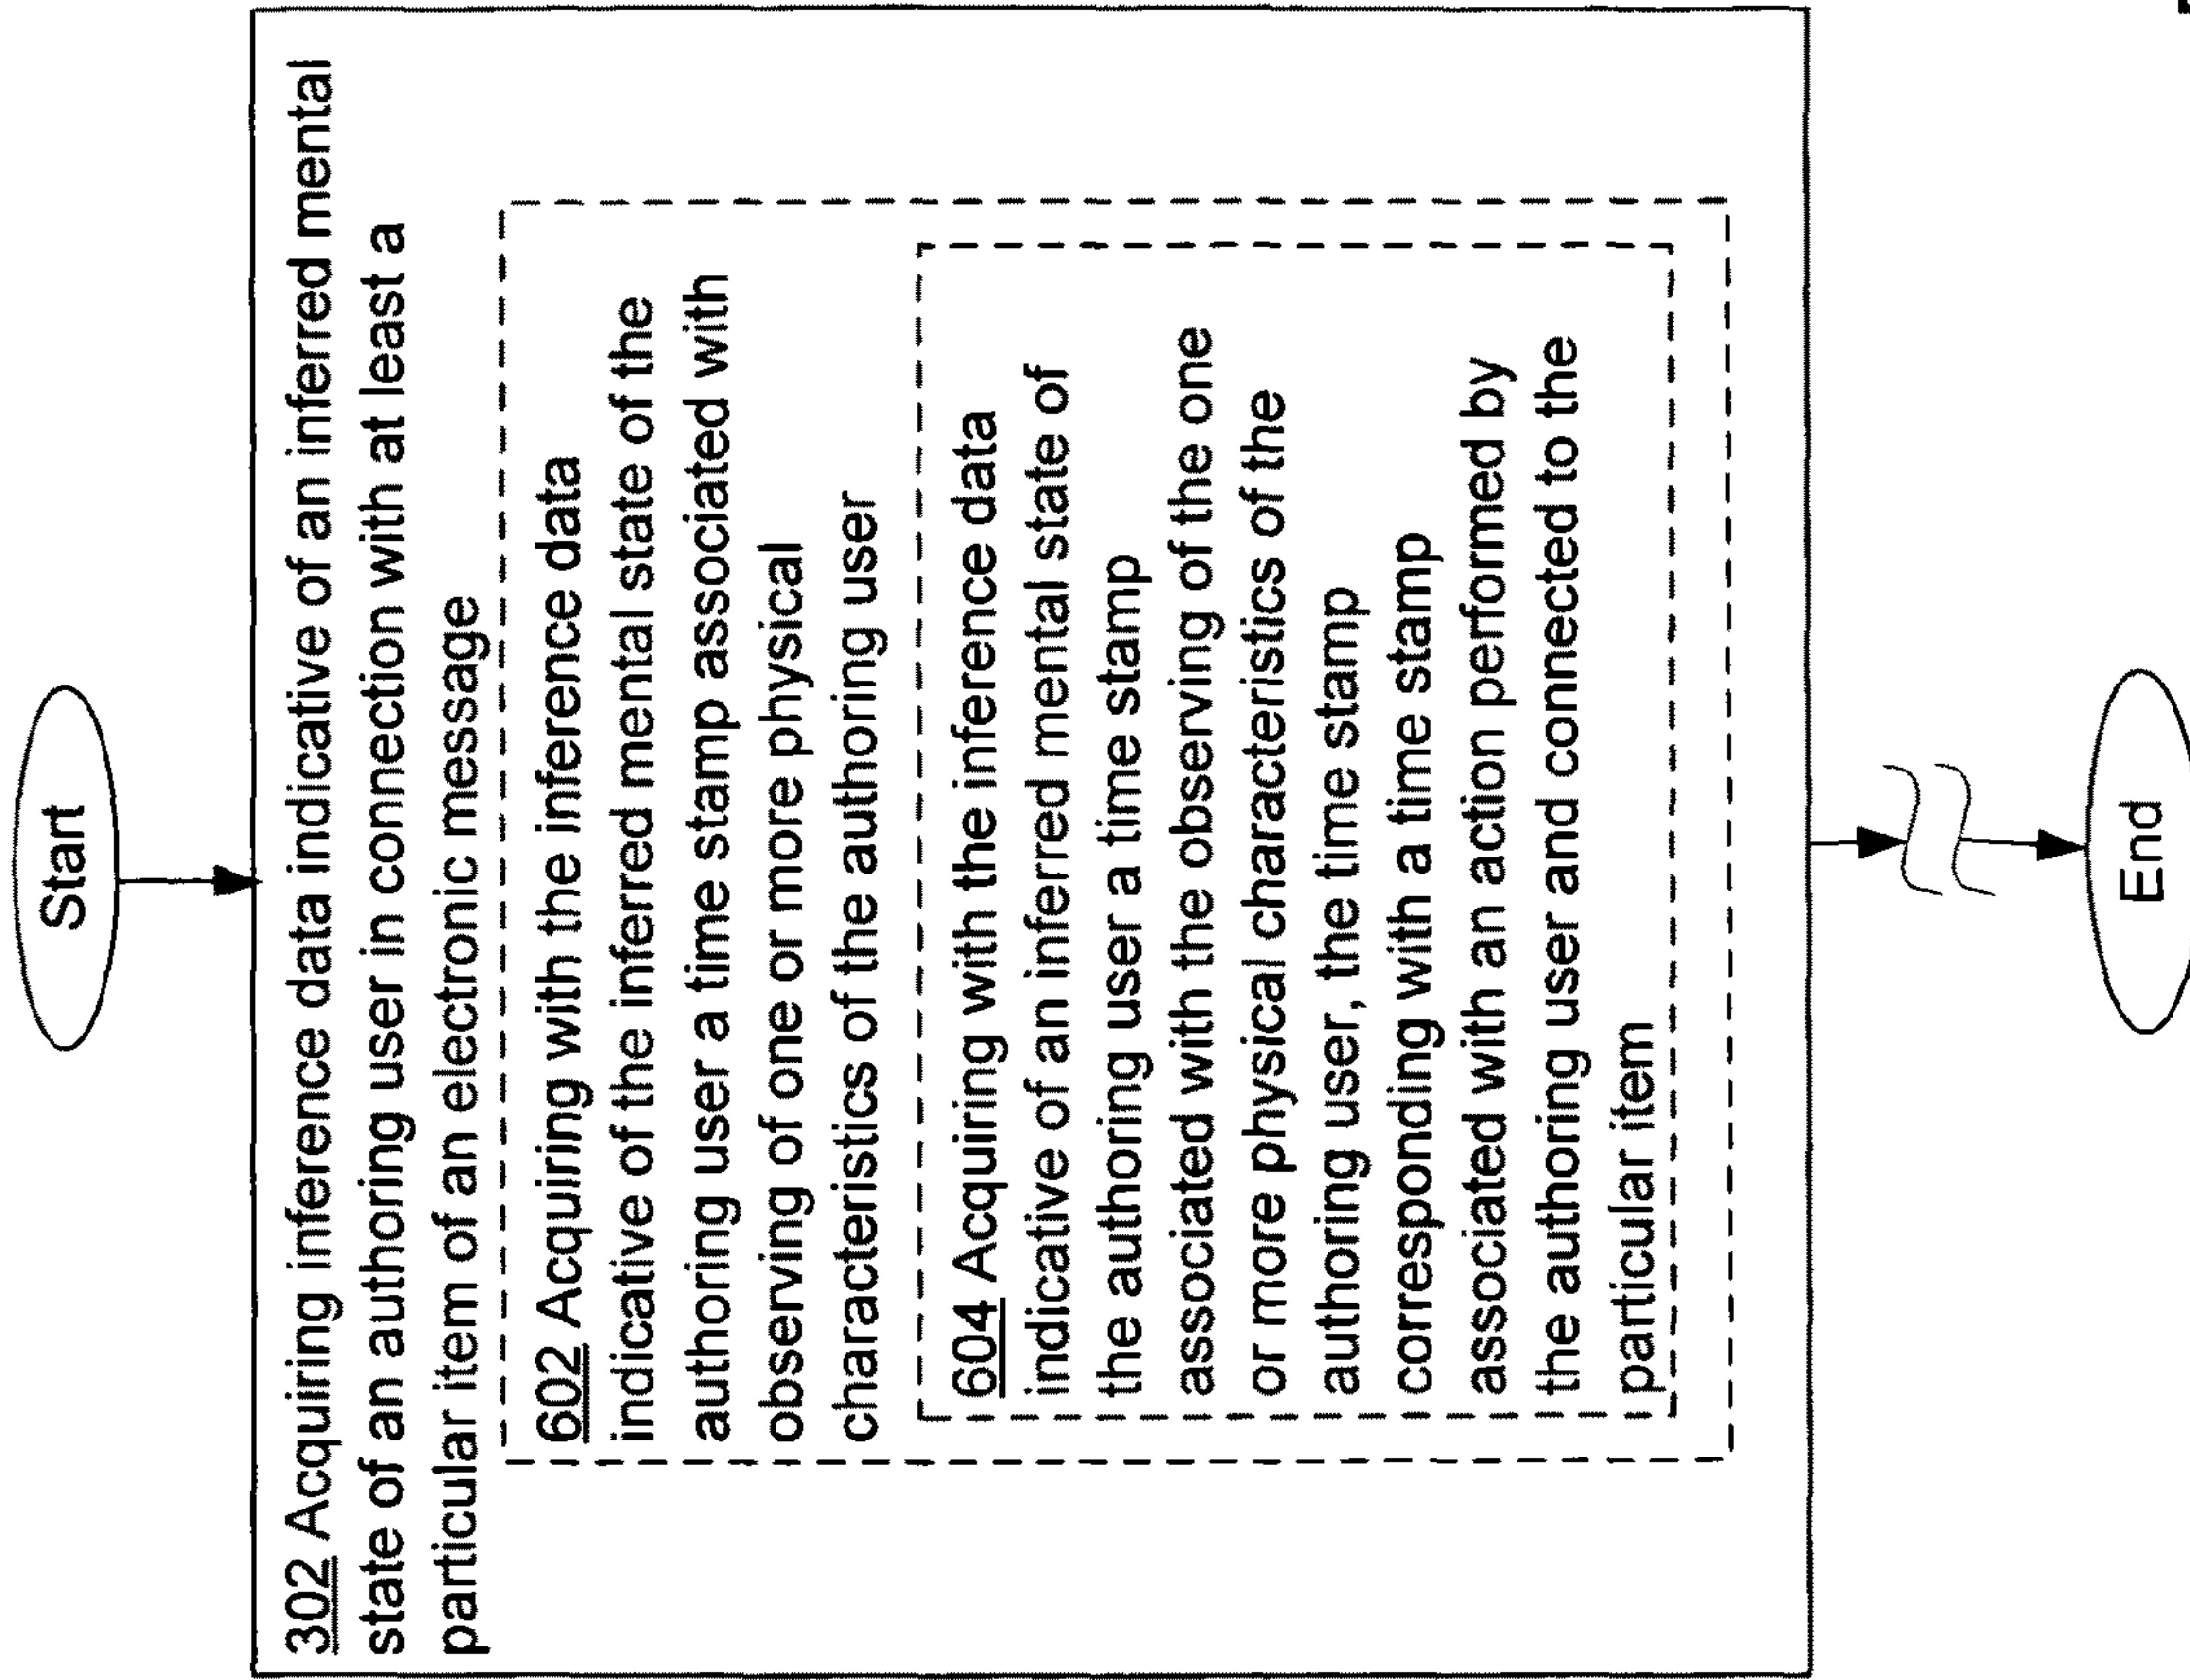 Start
302 Acquiring inference data indicative of an inferred mental
state of an authoring user in connection with at least a
particular item of an electronic message
602 Acquiring with the inference data
indicative of the inferred mental state of the
authoring user a time stamp associated with
observing of one or more physical
characteristics of the authoring user
604 Acquiring with the inference data
indicative of an inferred mental state of
the authoring user a time stamp
associated with the observing of the one
or more physical characteristics of the
authoring user, the time stamp
corresponding with a time stamp
associated with an action performed by
the authoring user and connected to the
particular item
End